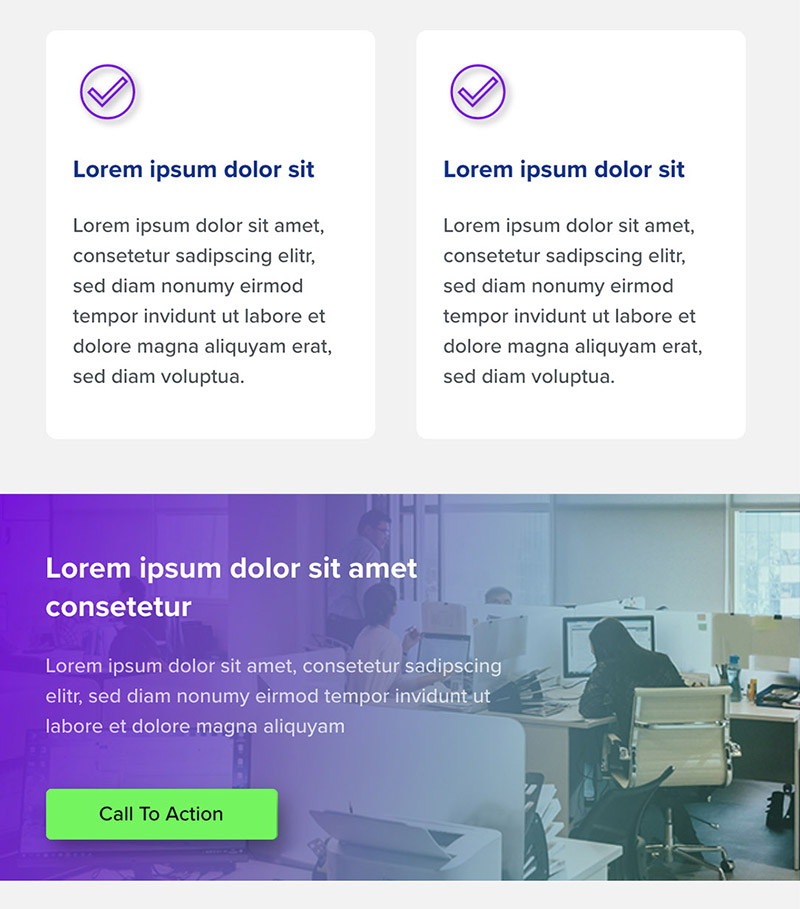 Lorem ipsum dolor sit
Lorem ipsum dolor sit amet,
consetetur sadipscing elitr,
sed diam nonumy eirmod
tempor invidunt ut labore et
dolore magna aliquyam erat,
sed diam voluptua.
Lorem ipsum dolor sit
Lorem ipsum dolor sit amet,
consetetur sadipscing elitr,
sed diam nonumy eirmod
tempor invidunt ut labore et
dolore magna aliquyam erat,
sed diam voluptua.
Lorem ipsum dolor sit amet
consetetur
Lorem ipsum dolor sit amet, consetetur sadipscing
elitr, sed diam nonumy eirmod tempor invidunt ut
labore et dolore magna aliquyam
Call To Action